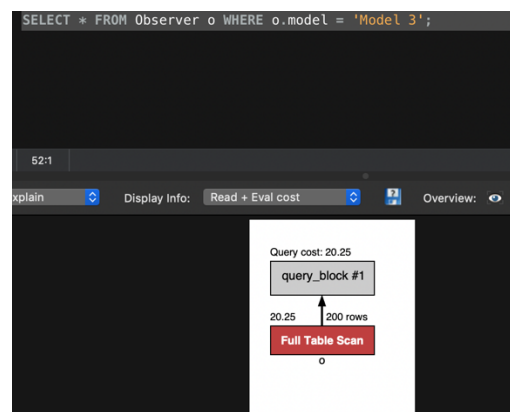 SELECT * FROM Observer o WHERE o.model = 'Model 3';
52:1
xplain Display Info: Read + Eval cost Overview:
Query cost: 20.25
query_block #1
20.25 200 rows
Full Table Scan
o